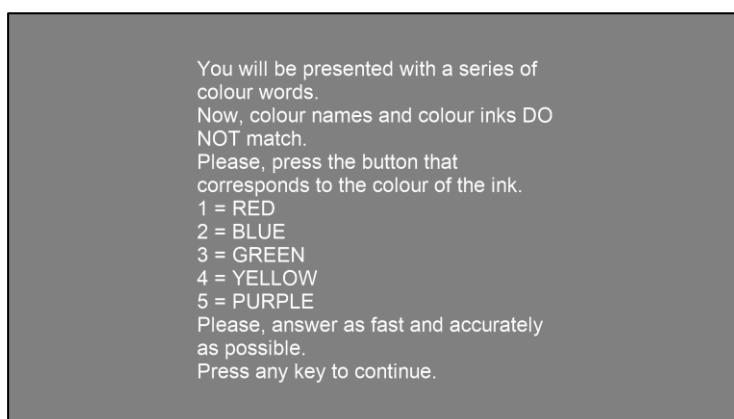 You will be presented with a series of
colour words.
Now, colour names and colour inks DO
NOT match.
Please, press the button that
corresponds to the colour of the ink.
1 = RED
2 = BLUE
3 = GREEN
4 = YELLOW
5 = PURPLE
Please, answer as fast and accurately
as possible.
Press any key to continue.